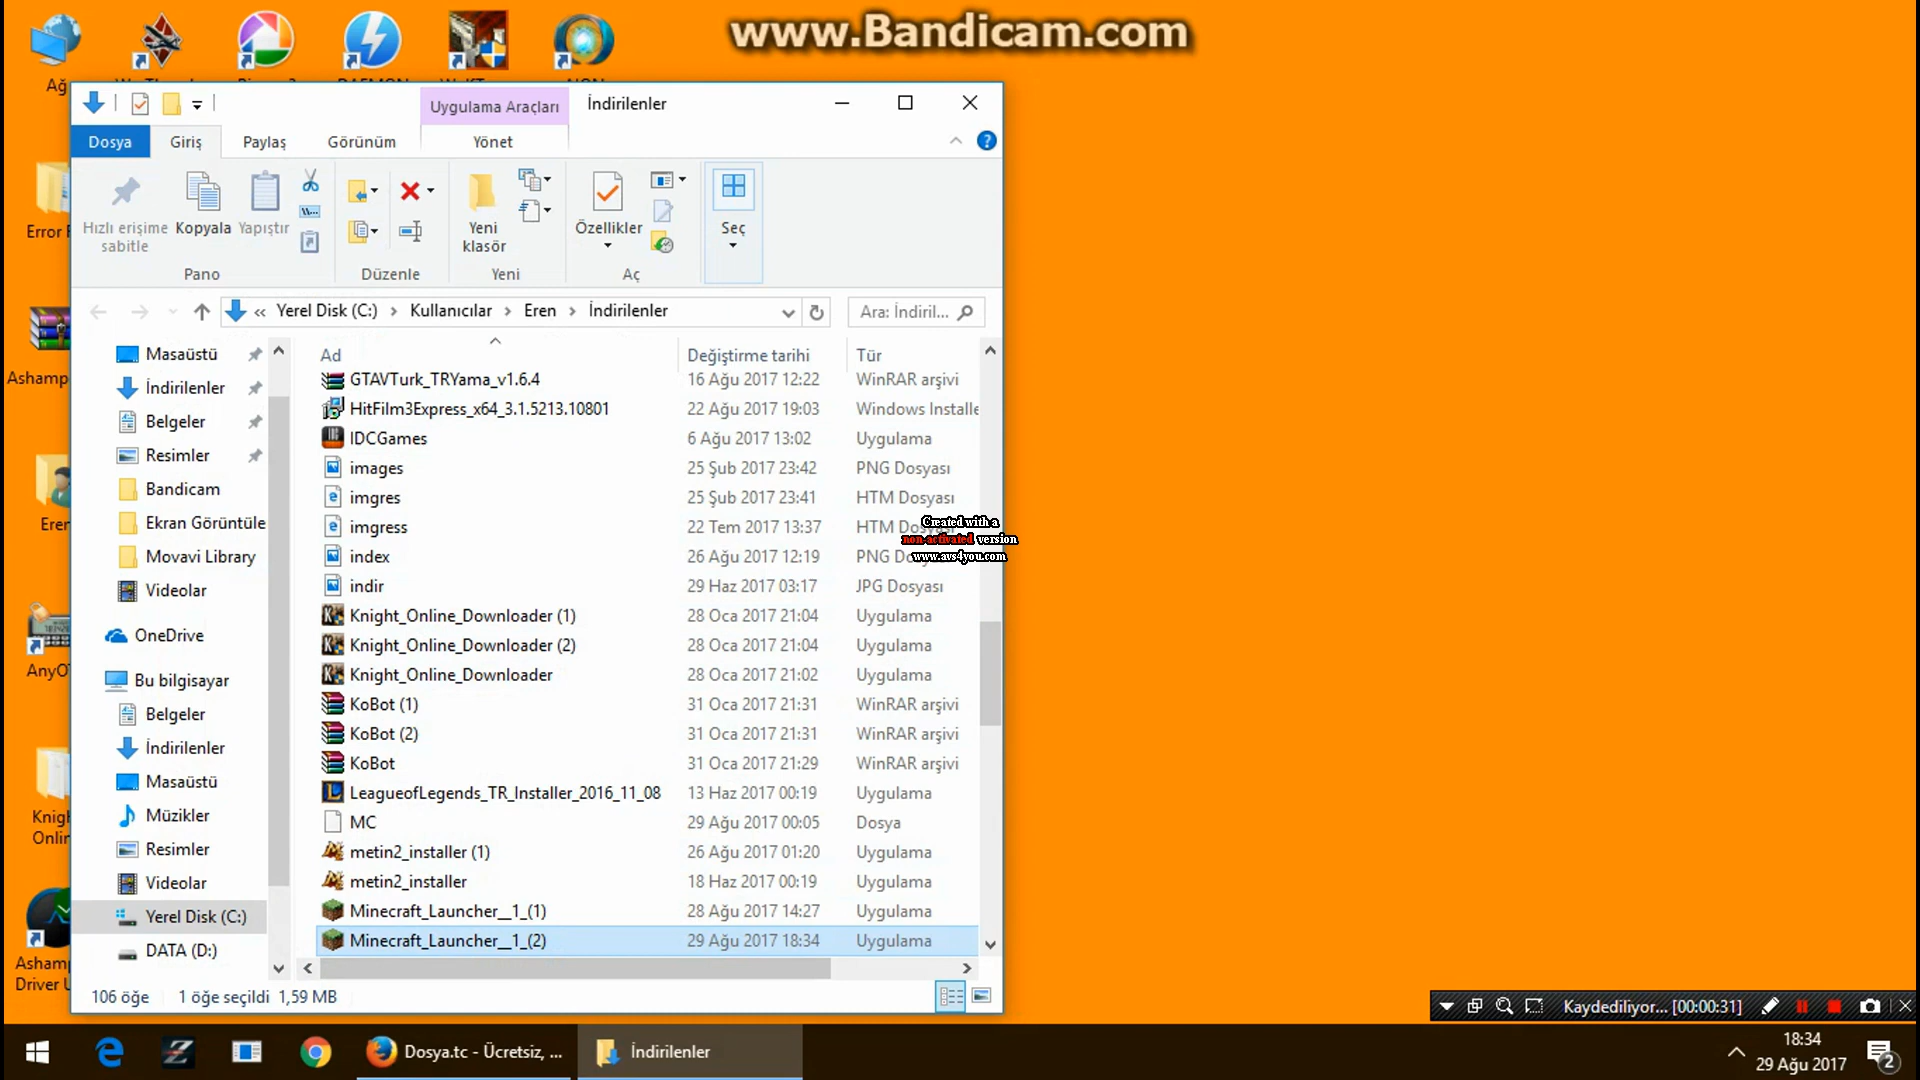 www.Bandicam.com
Ağ
Uygulama Araçları
İndirilenler
Dosya
Giriş
Paylaş
Görünüm
Yönet
Hızlı erişime sabitle
Kopyala
Yapıştır
Yeni klasör
Özellikler
Seç
Pano
Düzenle
Yeni
Aç
« Yerel Disk (C:) › Kullanıcılar › Eren › İndirilenler
Ara: İndiril...
Error
Ashamp
Eren
AnyO
Knig
Onlin
Ashamp
Driver U
Masaüstü
İndirilenler
Belgeler
Resimler
Bandicam
Ekran Görüntüle
Movavi Library
Videolar
OneDrive
Bu bilgisayar
Belgeler
İndirilenler
Masaüstü
Müzikler
Resimler
Videolar
Yerel Disk (C:)
DATA (D:)
Ad Değiştirme tarihi Tür
GTAVTurk_TRYama_v1.6.4 16 Ağu 2017 12:22 WinRAR arşivi
HitFilm3Express_x64_3.1.5213.10801 22 Ağu 2017 19:03 Windows Installe
IDCGames 6 Ağu 2017 13:02 Uygulama
images 25 Şub 2017 23:42 PNG Dosyası
imgres 25 Şub 2017 23:41 HTM Dosyası
imgress 22 Tem 2017 13:37 HTM
index 26 Ağu 2017 12:19 PNG
indir 29 Haz 2017 03:17 JPG Dosyası
Knight_Online_Downloader (1) 28 Oca 2017 21:04 Uygulama
Knight_Online_Downloader (2) 28 Oca 2017 21:04 Uygulama
Knight_Online_Downloader 28 Oca 2017 21:02 Uygulama
KoBot (1) 31 Oca 2017 21:31 WinRAR arşivi
KoBot (2) 31 Oca 2017 21:31 WinRAR arşivi
KoBot 31 Oca 2017 21:29 WinRAR arşivi
LeagueofLegends_TR_Installer_2016_11_08 13 Haz 2017 00:19 Uygulama
MC 29 Ağu 2017 00:05 Dosya
metin2_installer (1) 26 Ağu 2017 01:20 Uygulama
metin2_installer 18 Haz 2017 00:19 Uygulama
Minecraft_Launcher__1_(1) 28 Ağu 2017 14:27 Uygulama
Minecraft_Launcher__1_(2) 29 Ağu 2017 18:34 Uygulama
Created with a
non-activated version
www.avs4you.com
106 öğe 1 öğe seçildi 1,59 MB
Kaydediliyor... [00:00:31]
Dosya.tc - Ücretsiz, ...
İndirilenler
18:34
29 Ağu 2017
2